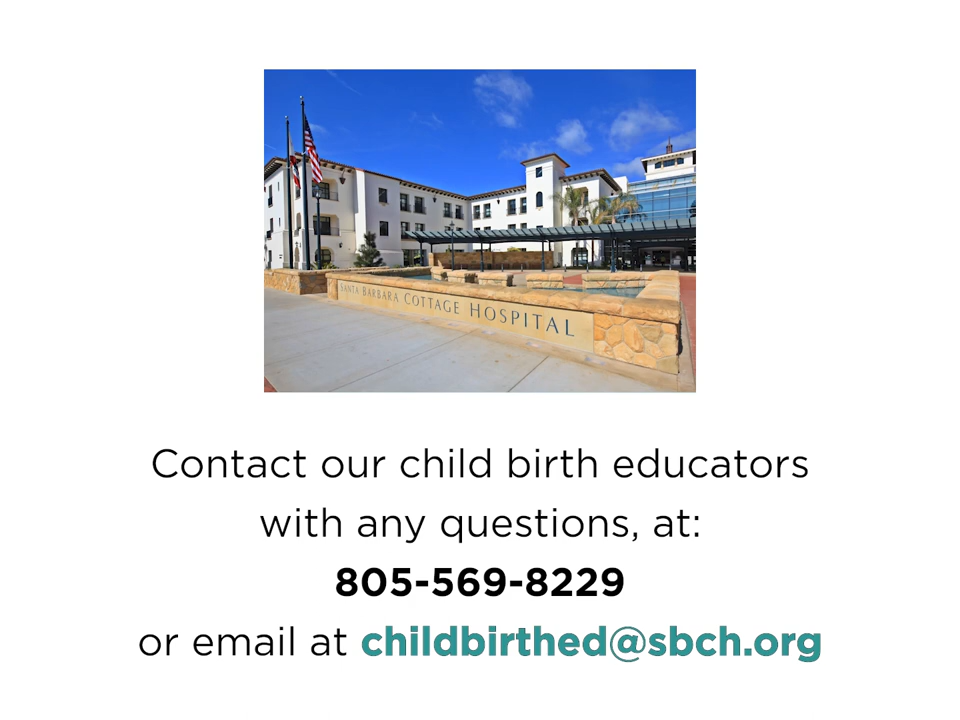 Santa Barbara Cottage Hospital
Contact our child birth educators
with any questions, at:
805-569-8229
or email at childbirthed@sbch.org